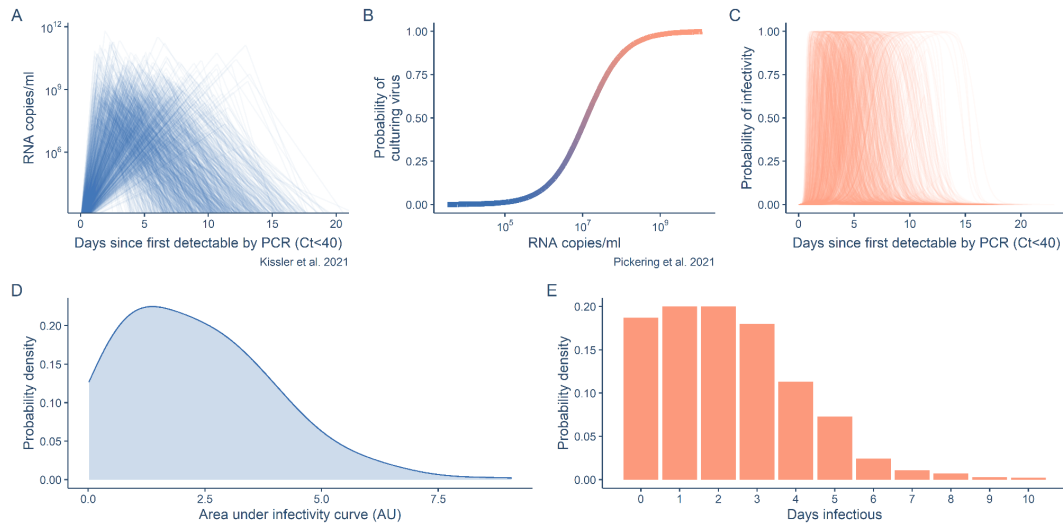 A
10^12
10^9
10^6
RNA copies/ml
0
5
10
15
20
Days since first detectable by PCR (Ct<40)
Kissler et al. 2021
B
1.00
0.75
0.50
0.25
0.00
Probability of
culturing virus
10^5
10^7
10^9
RNA copies/ml
Pickering et al. 2021
C
1.00
0.75
0.50
0.25
0.00
Probability of infectivity
0
5
10
15
20
Days since first detectable by PCR (Ct<40)
D
0.20
0.15
0.10
0.05
0.00
Probability density
0.0
2.5
5.0
7.5
Area under infectivity curve (AU)
E
0.20
0.15
0.10
0.05
0.00
Probability density
0
1
2
3
4
5
6
7
8
9
10
Days infectious